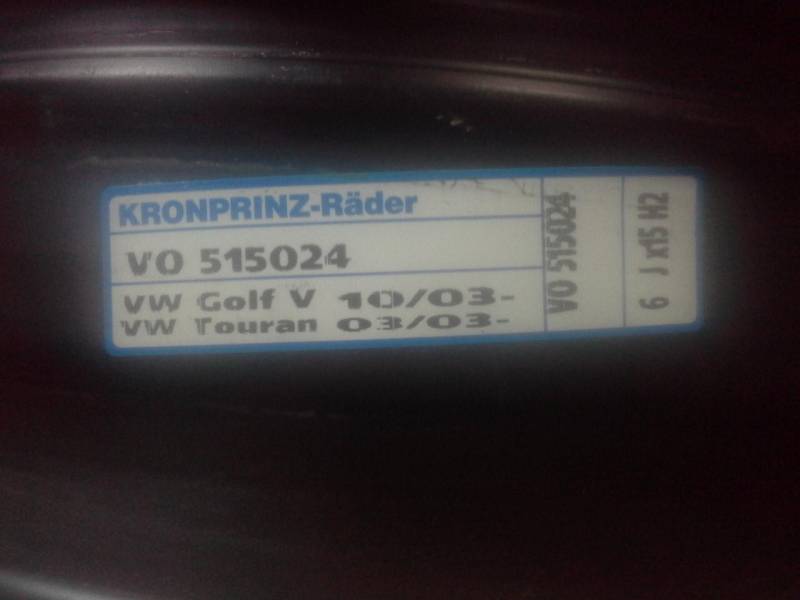 KRONPRINZ-Räder
VO 515024
VW Golf V 10/03-
VW Touran 03/03-
VO 515024
6 J x15 H2